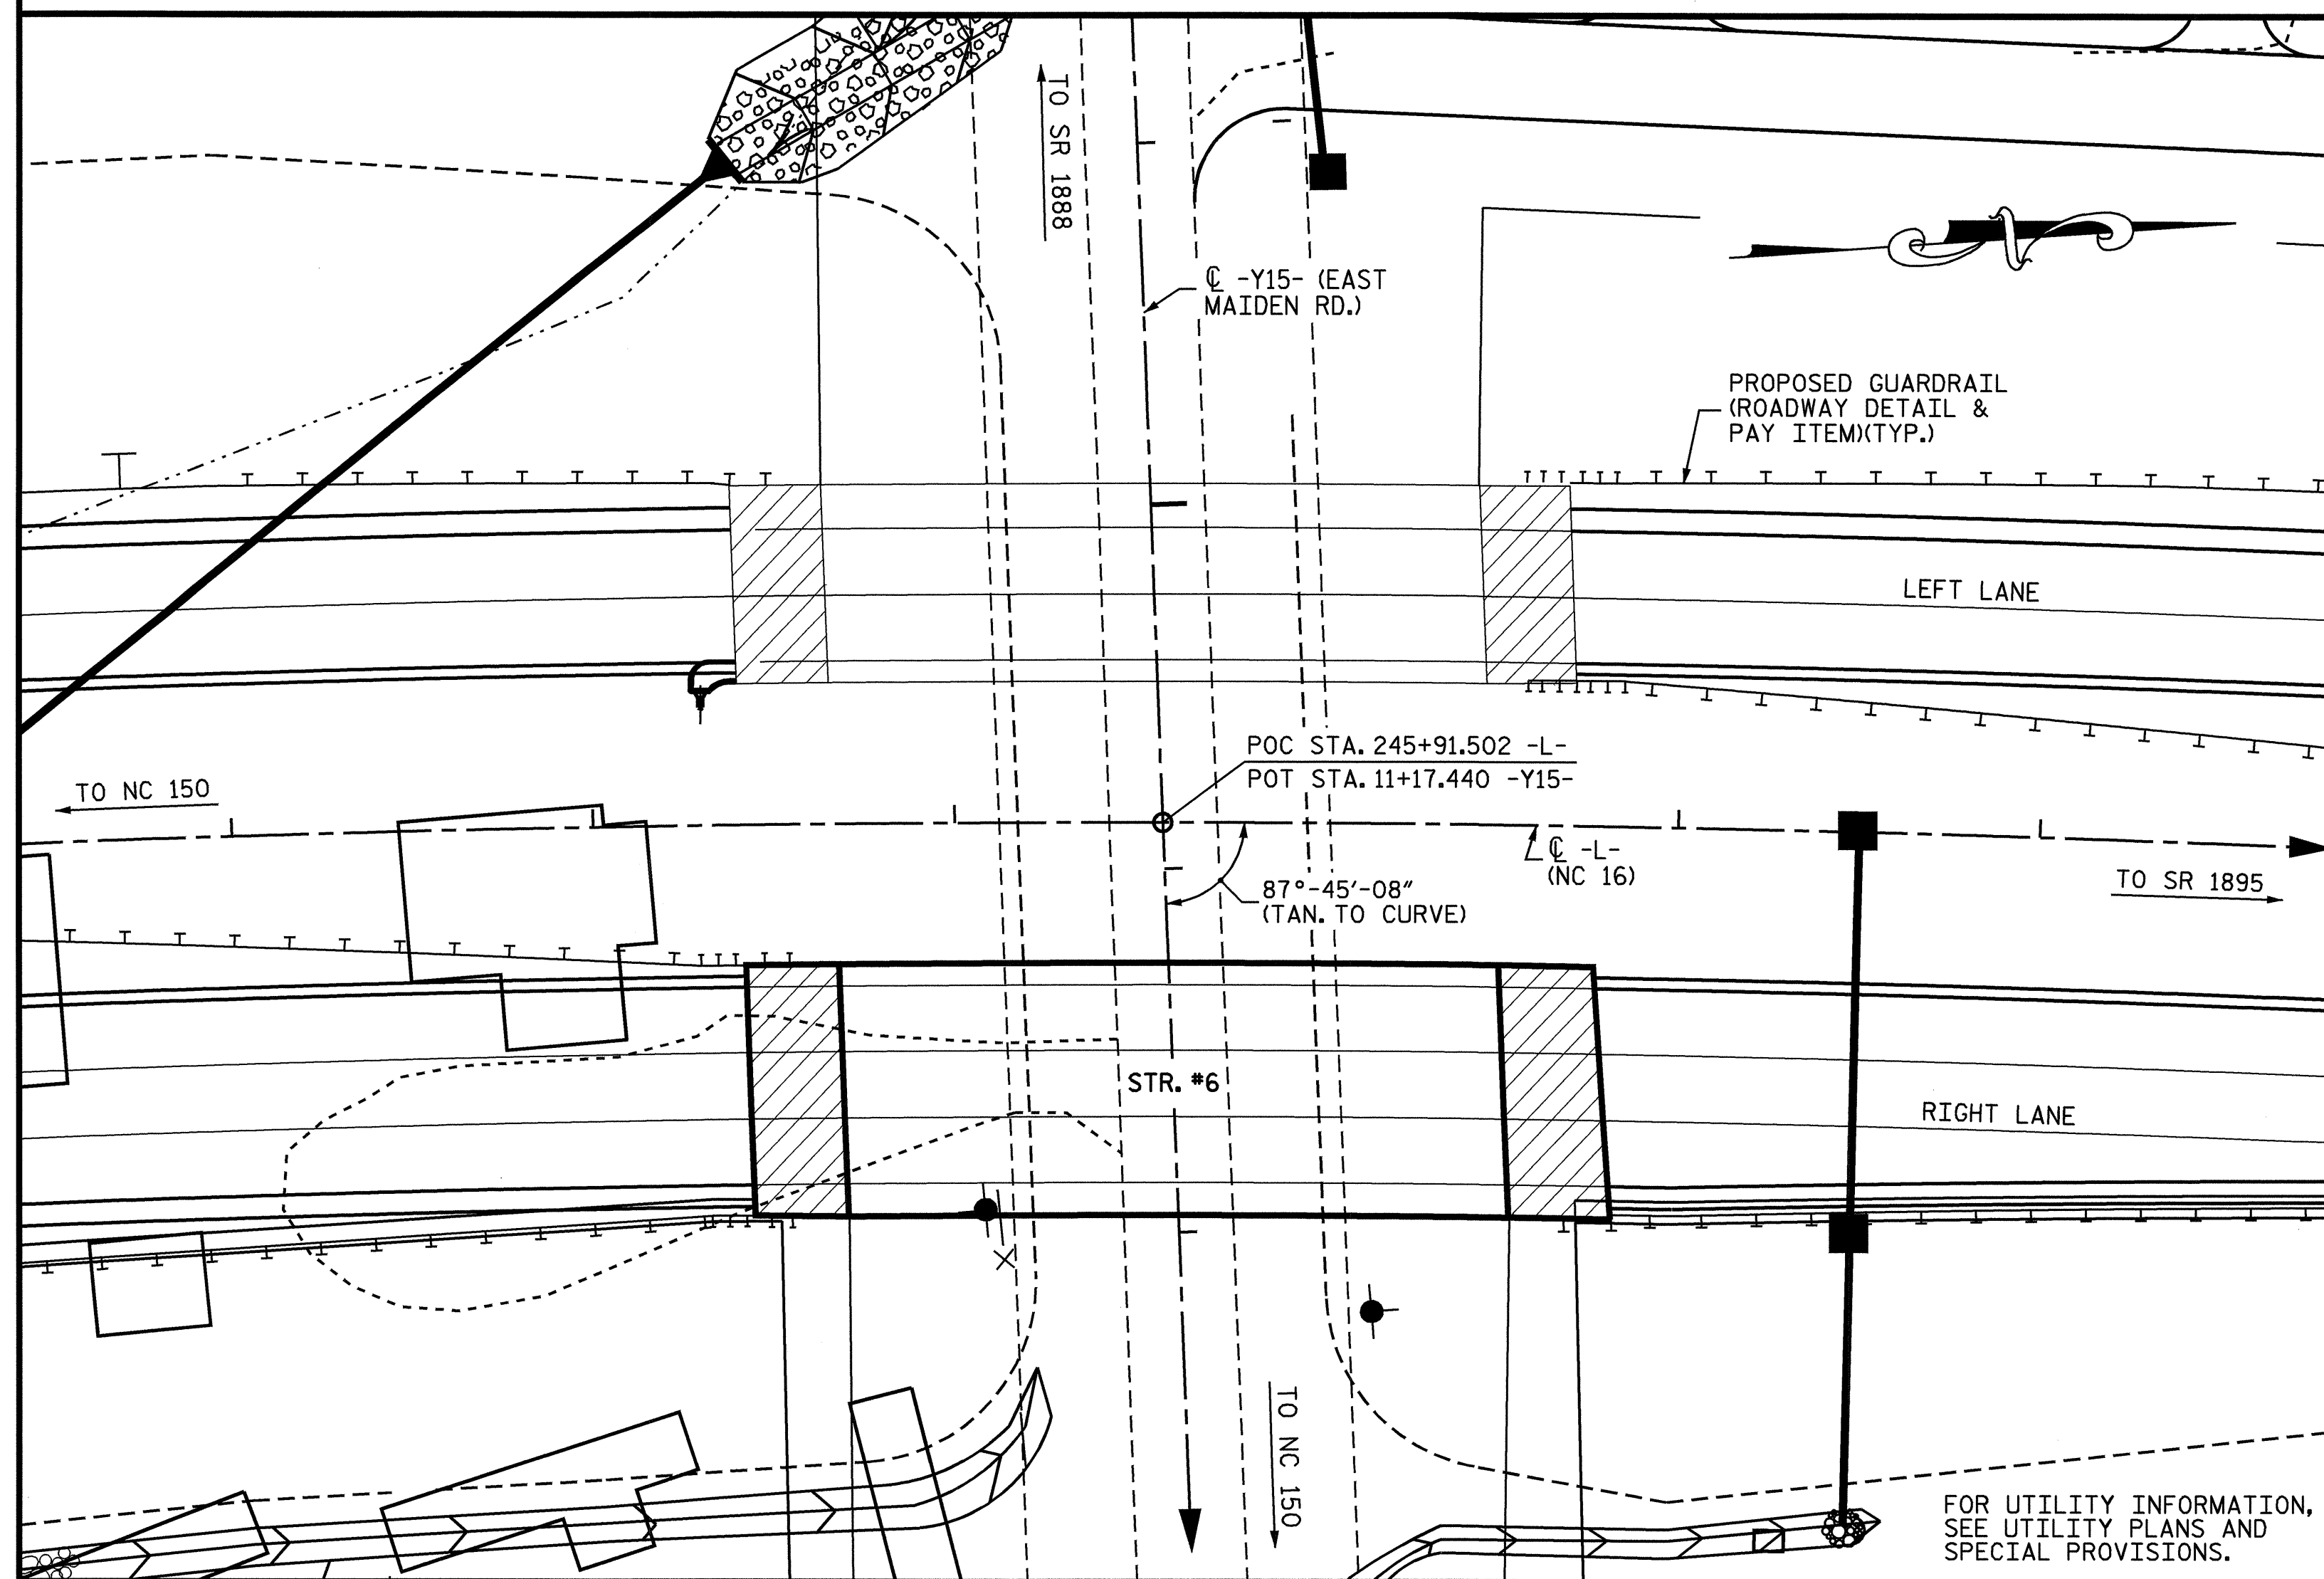 TO SR 1888
℄ -Y15- (EAST
MAIDEN RD.)
PROPOSED GUARDRAIL
(ROADWAY DETAIL &
PAY ITEM)(TYP.)
LEFT LANE
POC STA. 245+91.502 -L-
POT STA. 11+17.440 -Y15-
TO NC 150
℄ -L-
(NC 16)
87°-45'-08"
(TAN. TO CURVE)
TO SR 1895
STR. #6
RIGHT LANE
TO NC 150
FOR UTILITY INFORMATION,
SEE UTILITY PLANS AND
SPECIAL PROVISIONS.